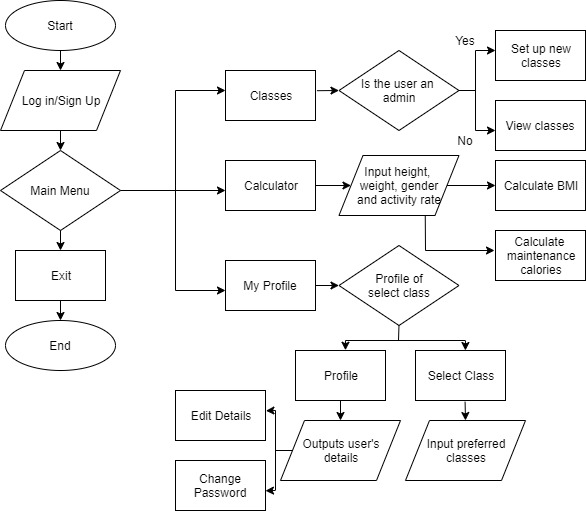 Start
Log in/Sign Up
Main Menu
Exit
End
Classes
Is the user an
admin
Yes
Set up new
classes
No
View classes
Calculator
Input height,
weight, gender
and activity rate
Calculate BMI
Calculate
maintenance
calories
My Profile
Profile of
select class
Profile
Select Class
Outputs user's
details
Input preferred
classes
Edit Details
Change
Password